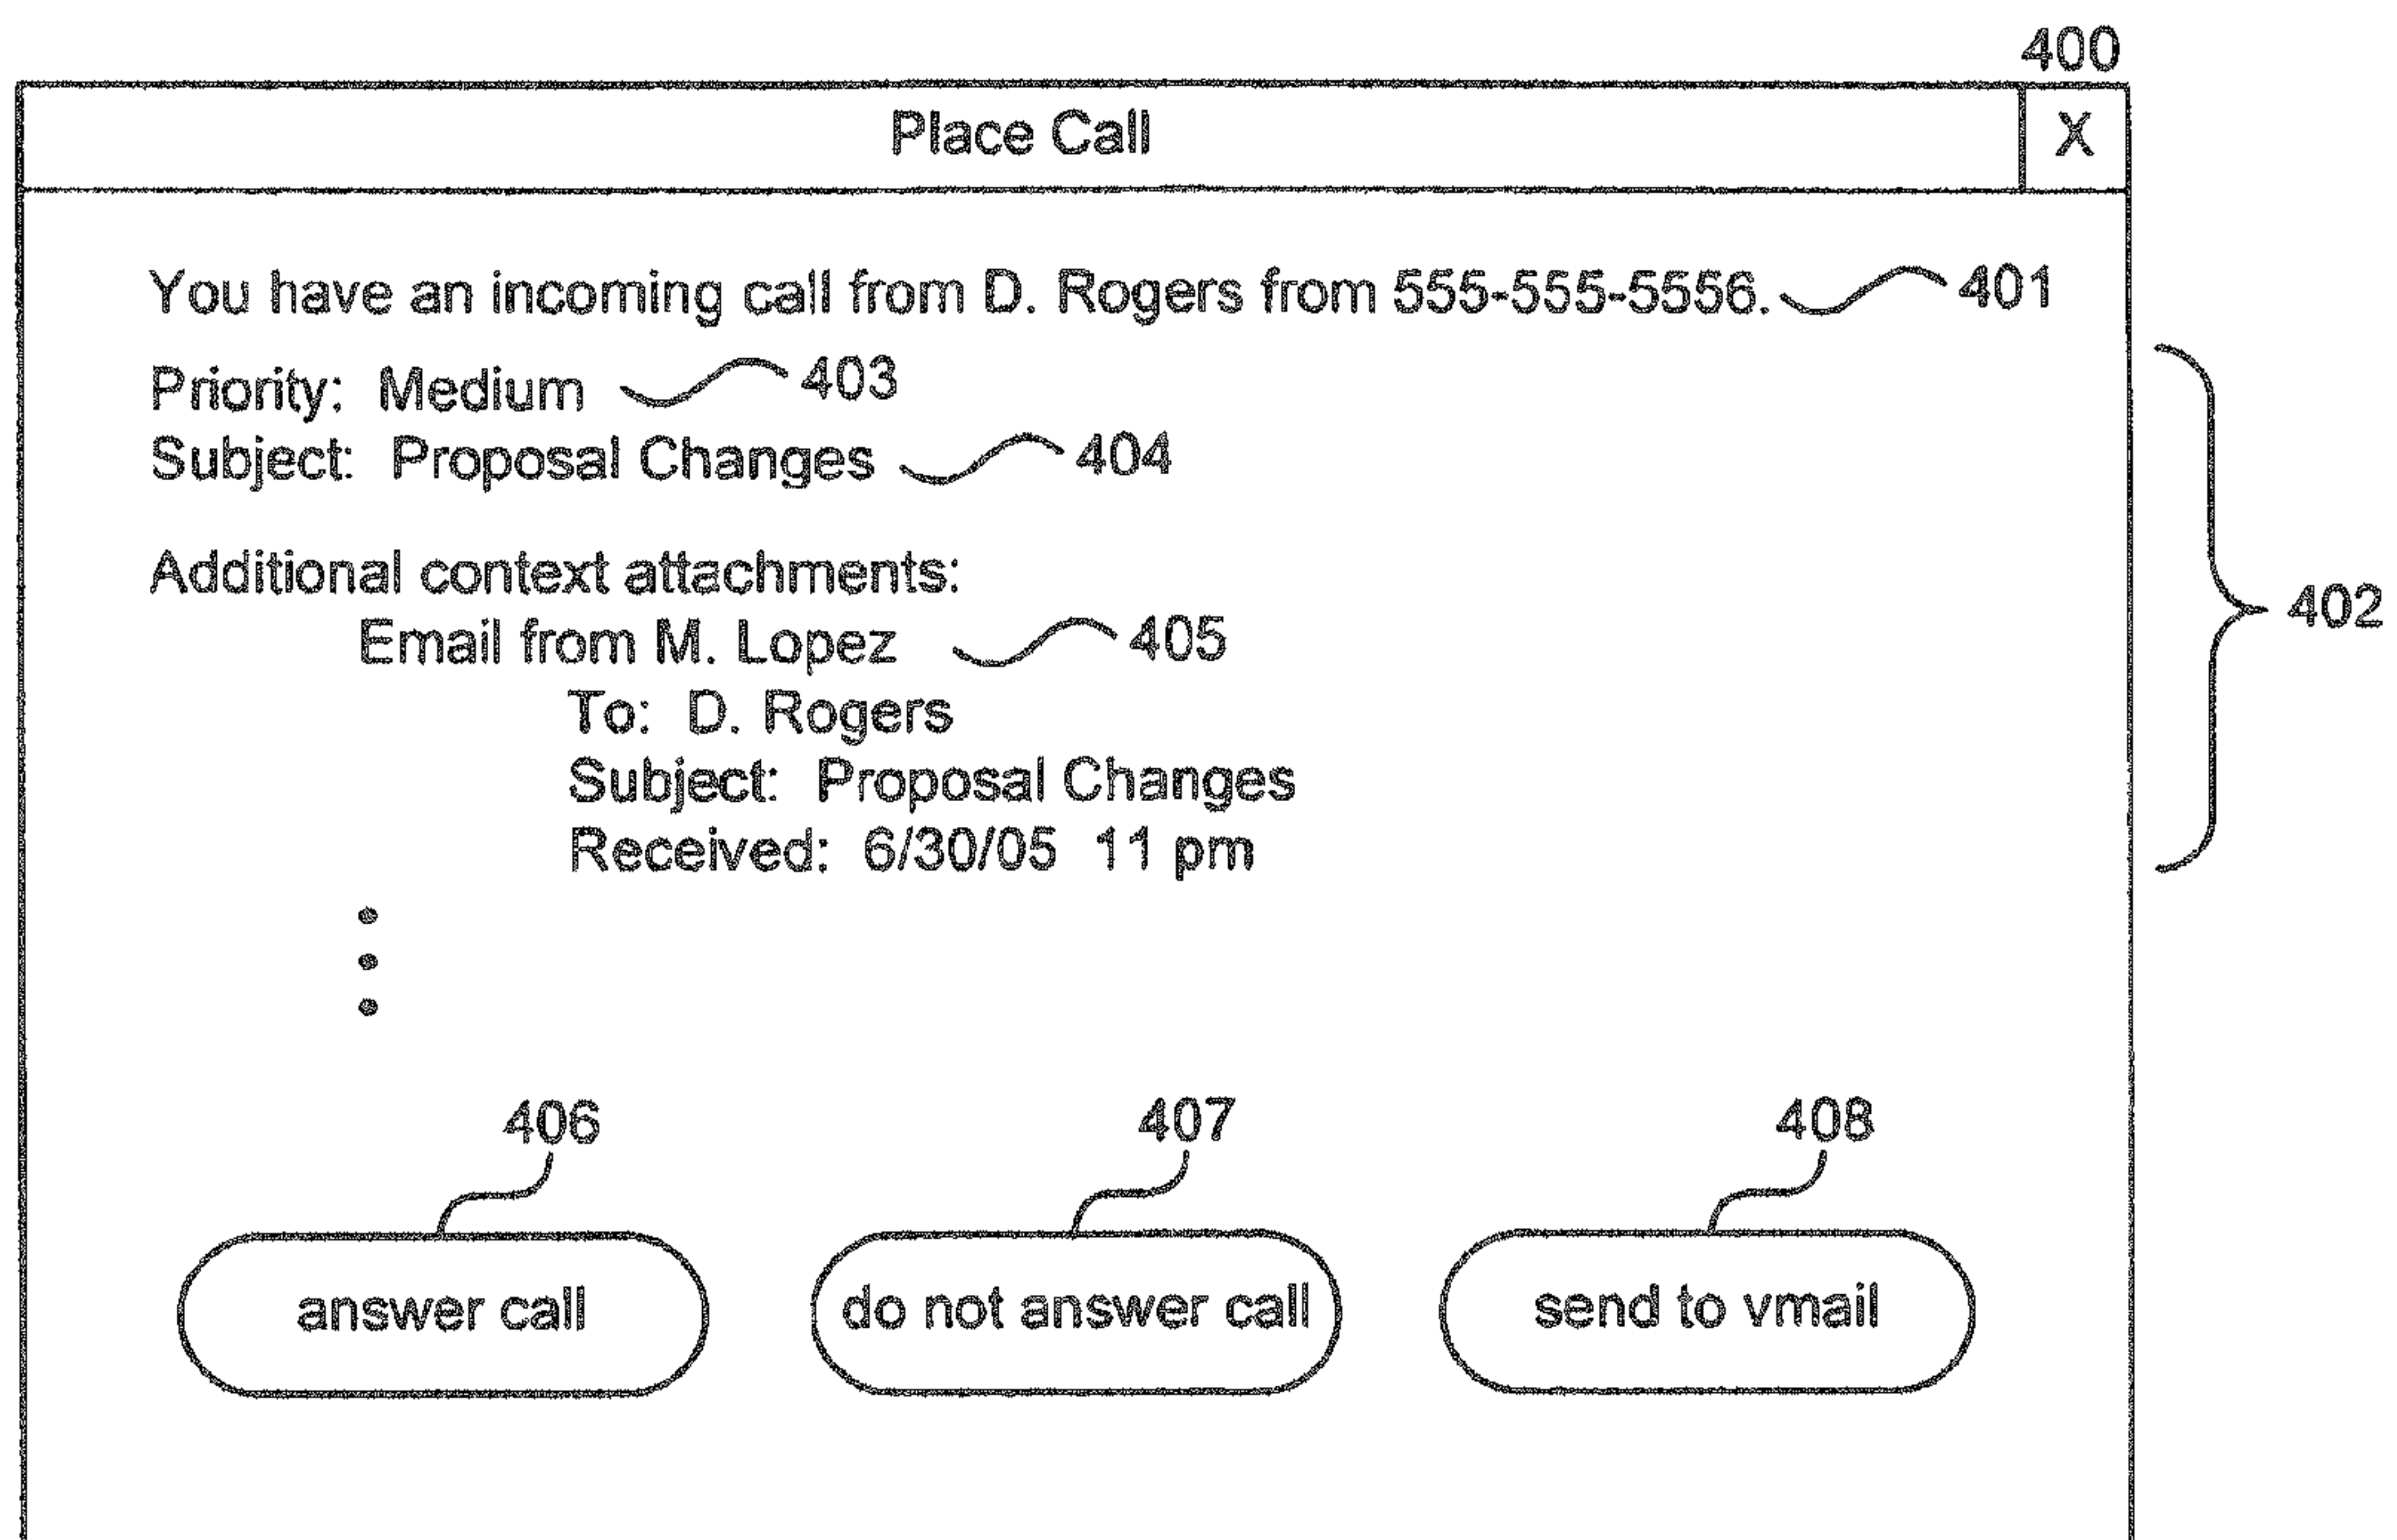 400
Place Call X
You have an incoming call from D. Rogers from 555-555-5556. 401
Priority: Medium 403
Subject: Proposal Changes 404
Additional context attachments:
402
Email from M. Lopez 405
To: D. Rogers
Subject: Proposal Changes
Received: 6/30/05 11 pm
406 407 408
answer call do not answer call send to vmail